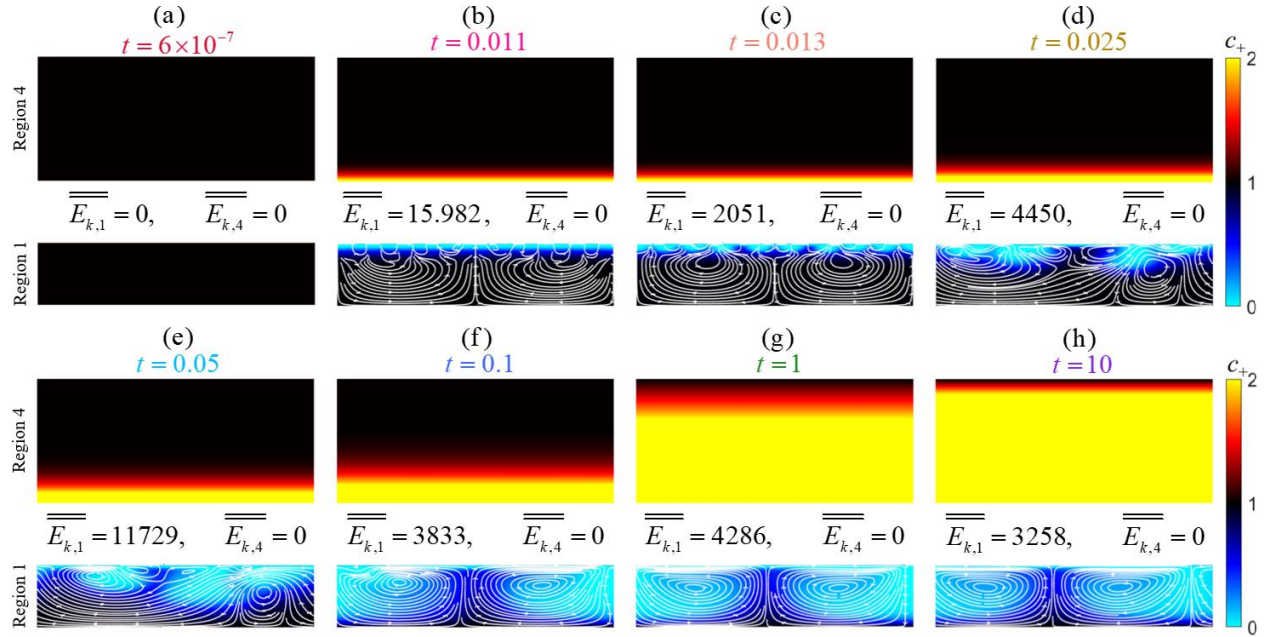 (a) (b) (c) (d)
t = 6×10⁻⁷ t = 0.011 t = 0.013 t = 0.025 c₊
2
Region 4
1
E̿ₖ,₁ = 0, E̿ₖ,₄ = 0 E̿ₖ,₁ = 15.982, E̿ₖ,₄ = 0 E̿ₖ,₁ = 2051, E̿ₖ,₄ = 0 E̿ₖ,₁ = 4450, E̿ₖ,₄ = 0
Region 1
0
(e) (f) (g) (h)
t = 0.05 t = 0.1 t = 1 t = 10 c₊
2
Region 4
1
E̿ₖ,₁ = 11729, E̿ₖ,₄ = 0 E̿ₖ,₁ = 3833, E̿ₖ,₄ = 0 E̿ₖ,₁ = 4286, E̿ₖ,₄ = 0 E̿ₖ,₁ = 3258, E̿ₖ,₄ = 0
Region 1
0